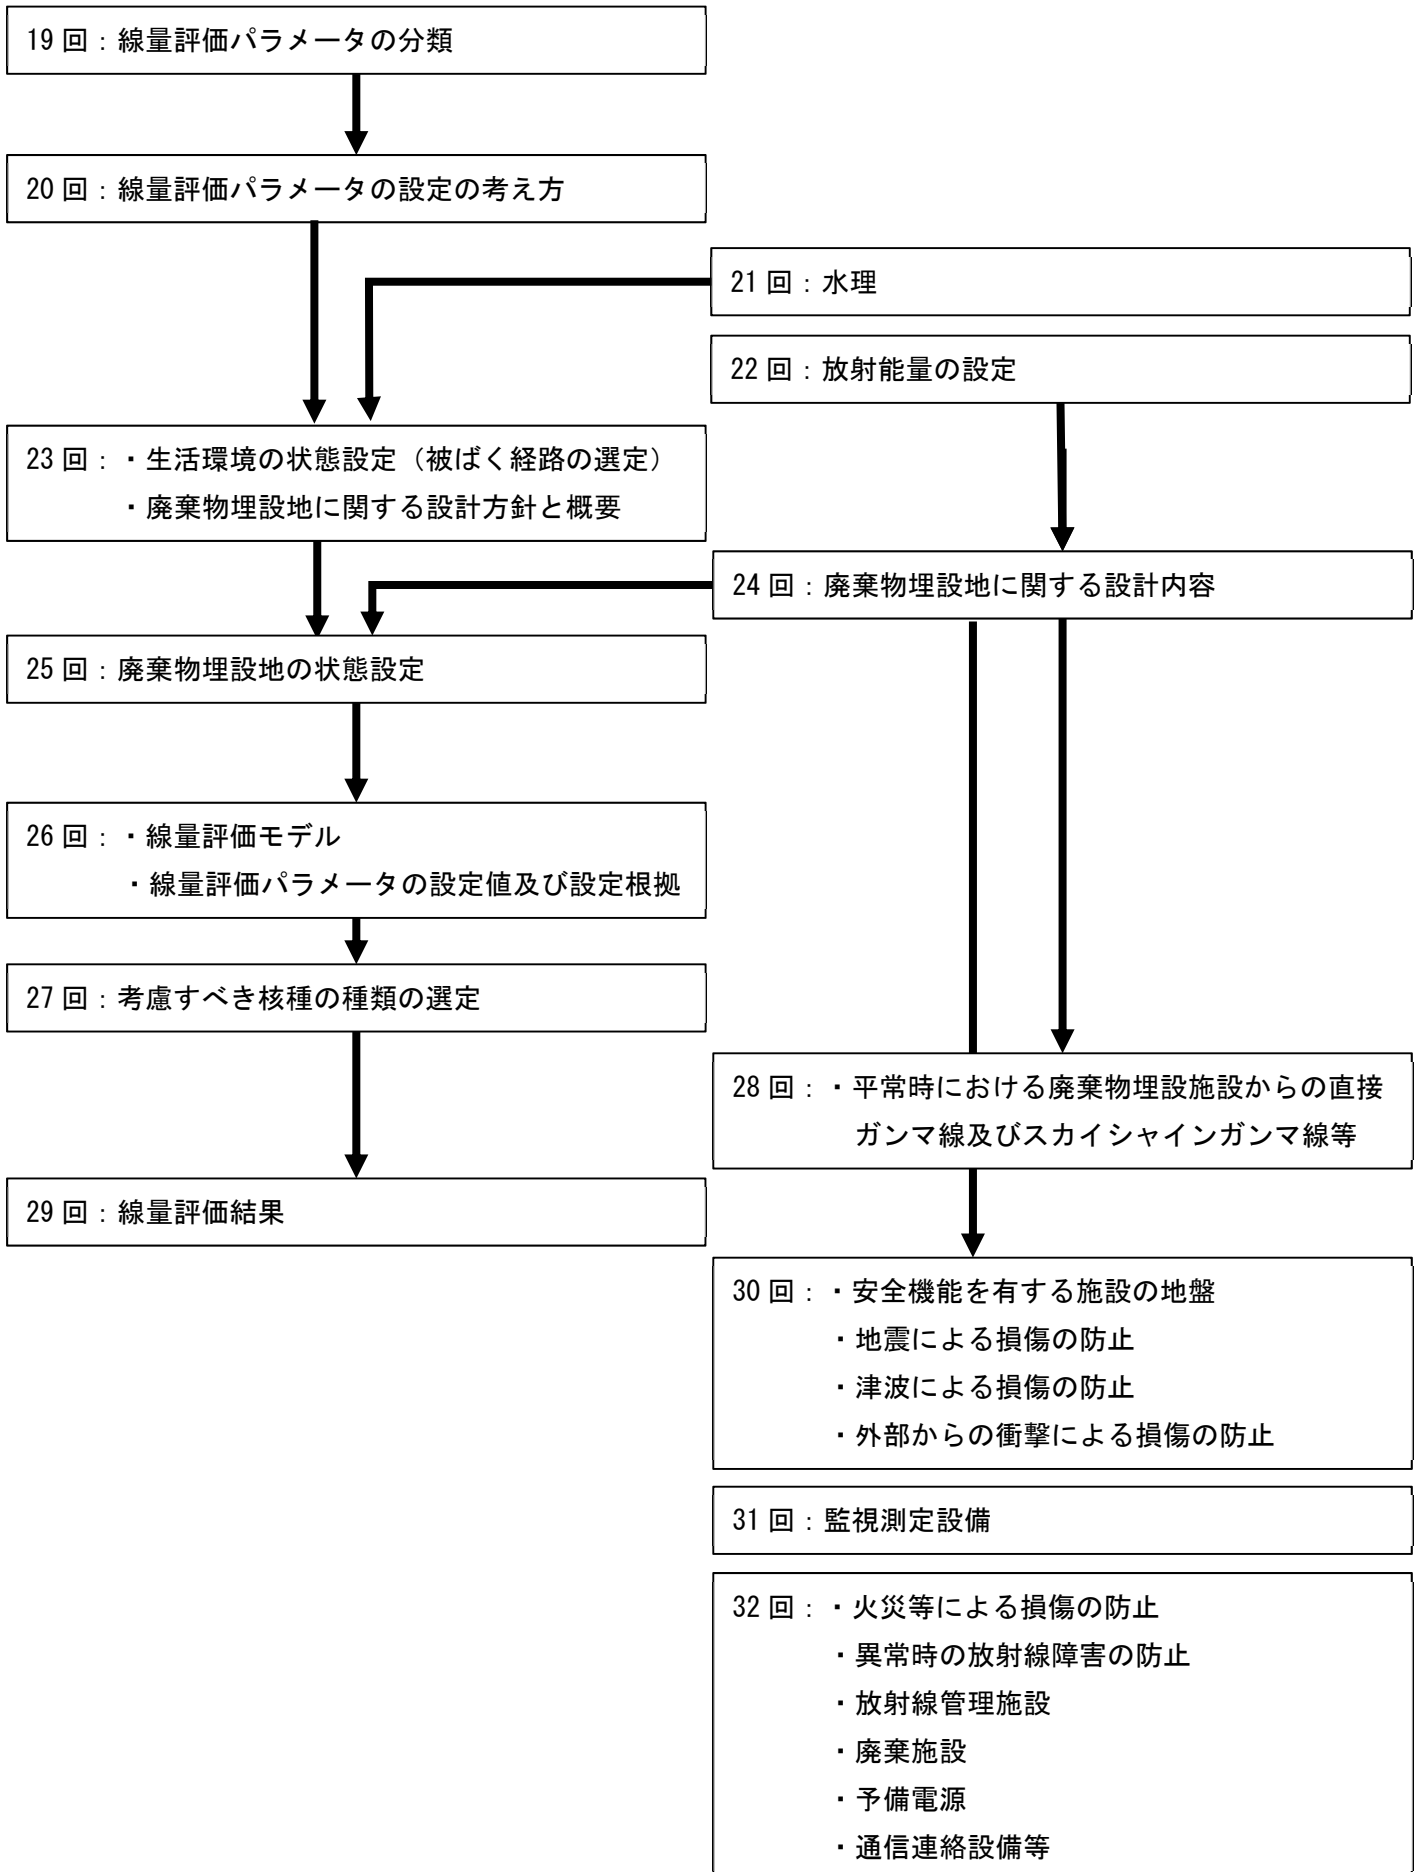 19 回：線量評価パラメータの分類
20 回：線量評価パラメータの設定の考え方
21 回：水理
22 回：放射能量の設定
23 回：・生活環境の状態設定（被ばく経路の選定）
・廃棄物埋設地に関する設計方針と概要
24 回：廃棄物埋設地に関する設計内容
25 回：廃棄物埋設地の状態設定
26 回：・線量評価モデル
・線量評価パラメータの設定値及び設定根拠
27 回：考慮すべき核種の種類の選定
28 回：・平常時における廃棄物埋設施設からの直接
ガンマ線及びスカイシャインガンマ線等
29 回：線量評価結果
30 回：・安全機能を有する施設の地盤
・地震による損傷の防止
・津波による損傷の防止
・外部からの衝撃による損傷の防止
31 回：監視測定設備
32 回：・火災等による損傷の防止
・異常時の放射線障害の防止
・放射線管理施設
・廃棄施設
・予備電源
・通信連絡設備等